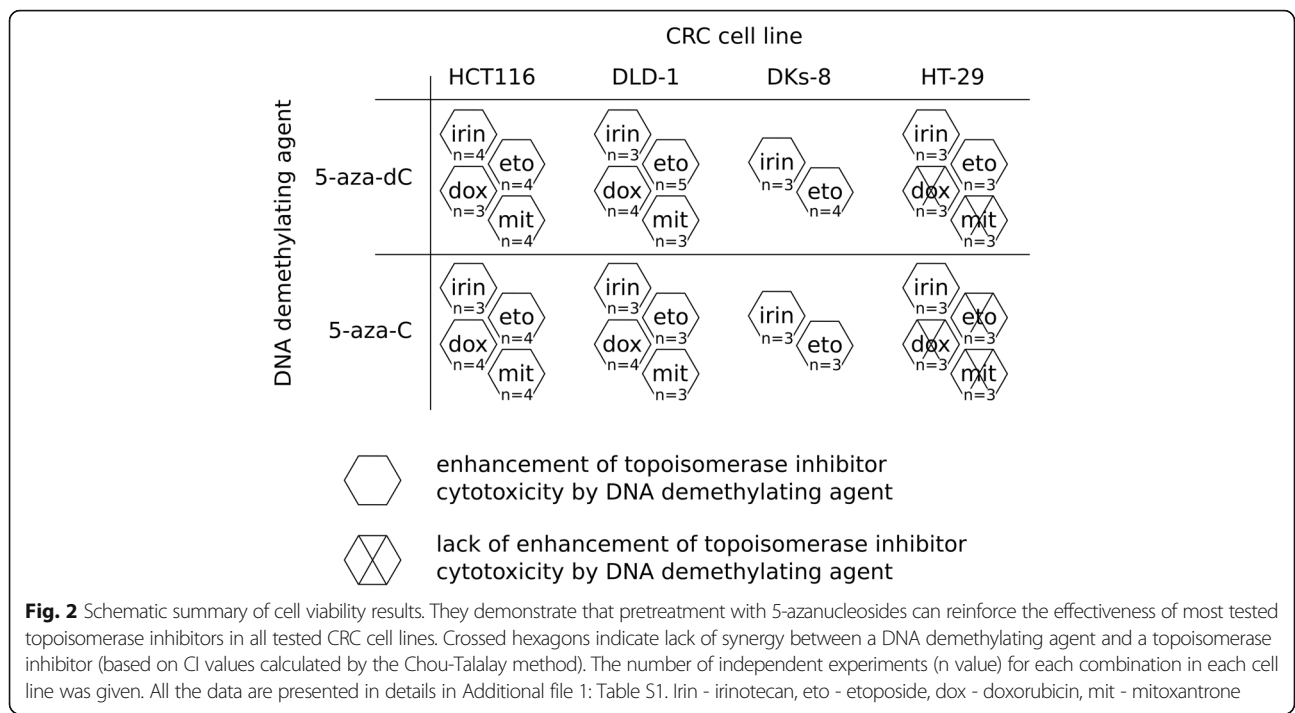 CRC cell line
HCT116 DLD-1 DKs-8 HT-29
DNA demethylating agent
5-aza-dC
irin n=4 eto n=4 dox n=3 mit n=4
irin n=3 eto n=5 dox n=4 mit n=3
irin n=3 eto n=4
irin n=3 eto n=3 dox n=3 mit n=3
5-aza-C
irin n=3 eto n=4 dox n=4 mit n=4
irin n=3 eto n=3 dox n=4 mit n=3
irin n=3 eto n=3
irin n=3 eto n=3 dox n=3 mit n=3
enhancement of topoisomerase inhibitor
cytotoxicity by DNA demethylating agent
lack of enhancement of topoisomerase inhibitor
cytotoxicity by DNA demethylating agent
Fig. 2 Schematic summary of cell viability results. They demonstrate that pretreatment with 5-azanucleosides can reinforce the effectiveness of most tested
topoisomerase inhibitors in all tested CRC cell lines. Crossed hexagons indicate lack of synergy between a DNA demethylating agent and a topoisomerase
inhibitor (based on CI values calculated by the Chou-Talalay method). The number of independent experiments (n value) for each combination in each cell
line was given. All the data are presented in details in Additional file 1: Table S1. Irin - irinotecan, eto - etoposide, dox - doxorubicin, mit - mitoxantrone